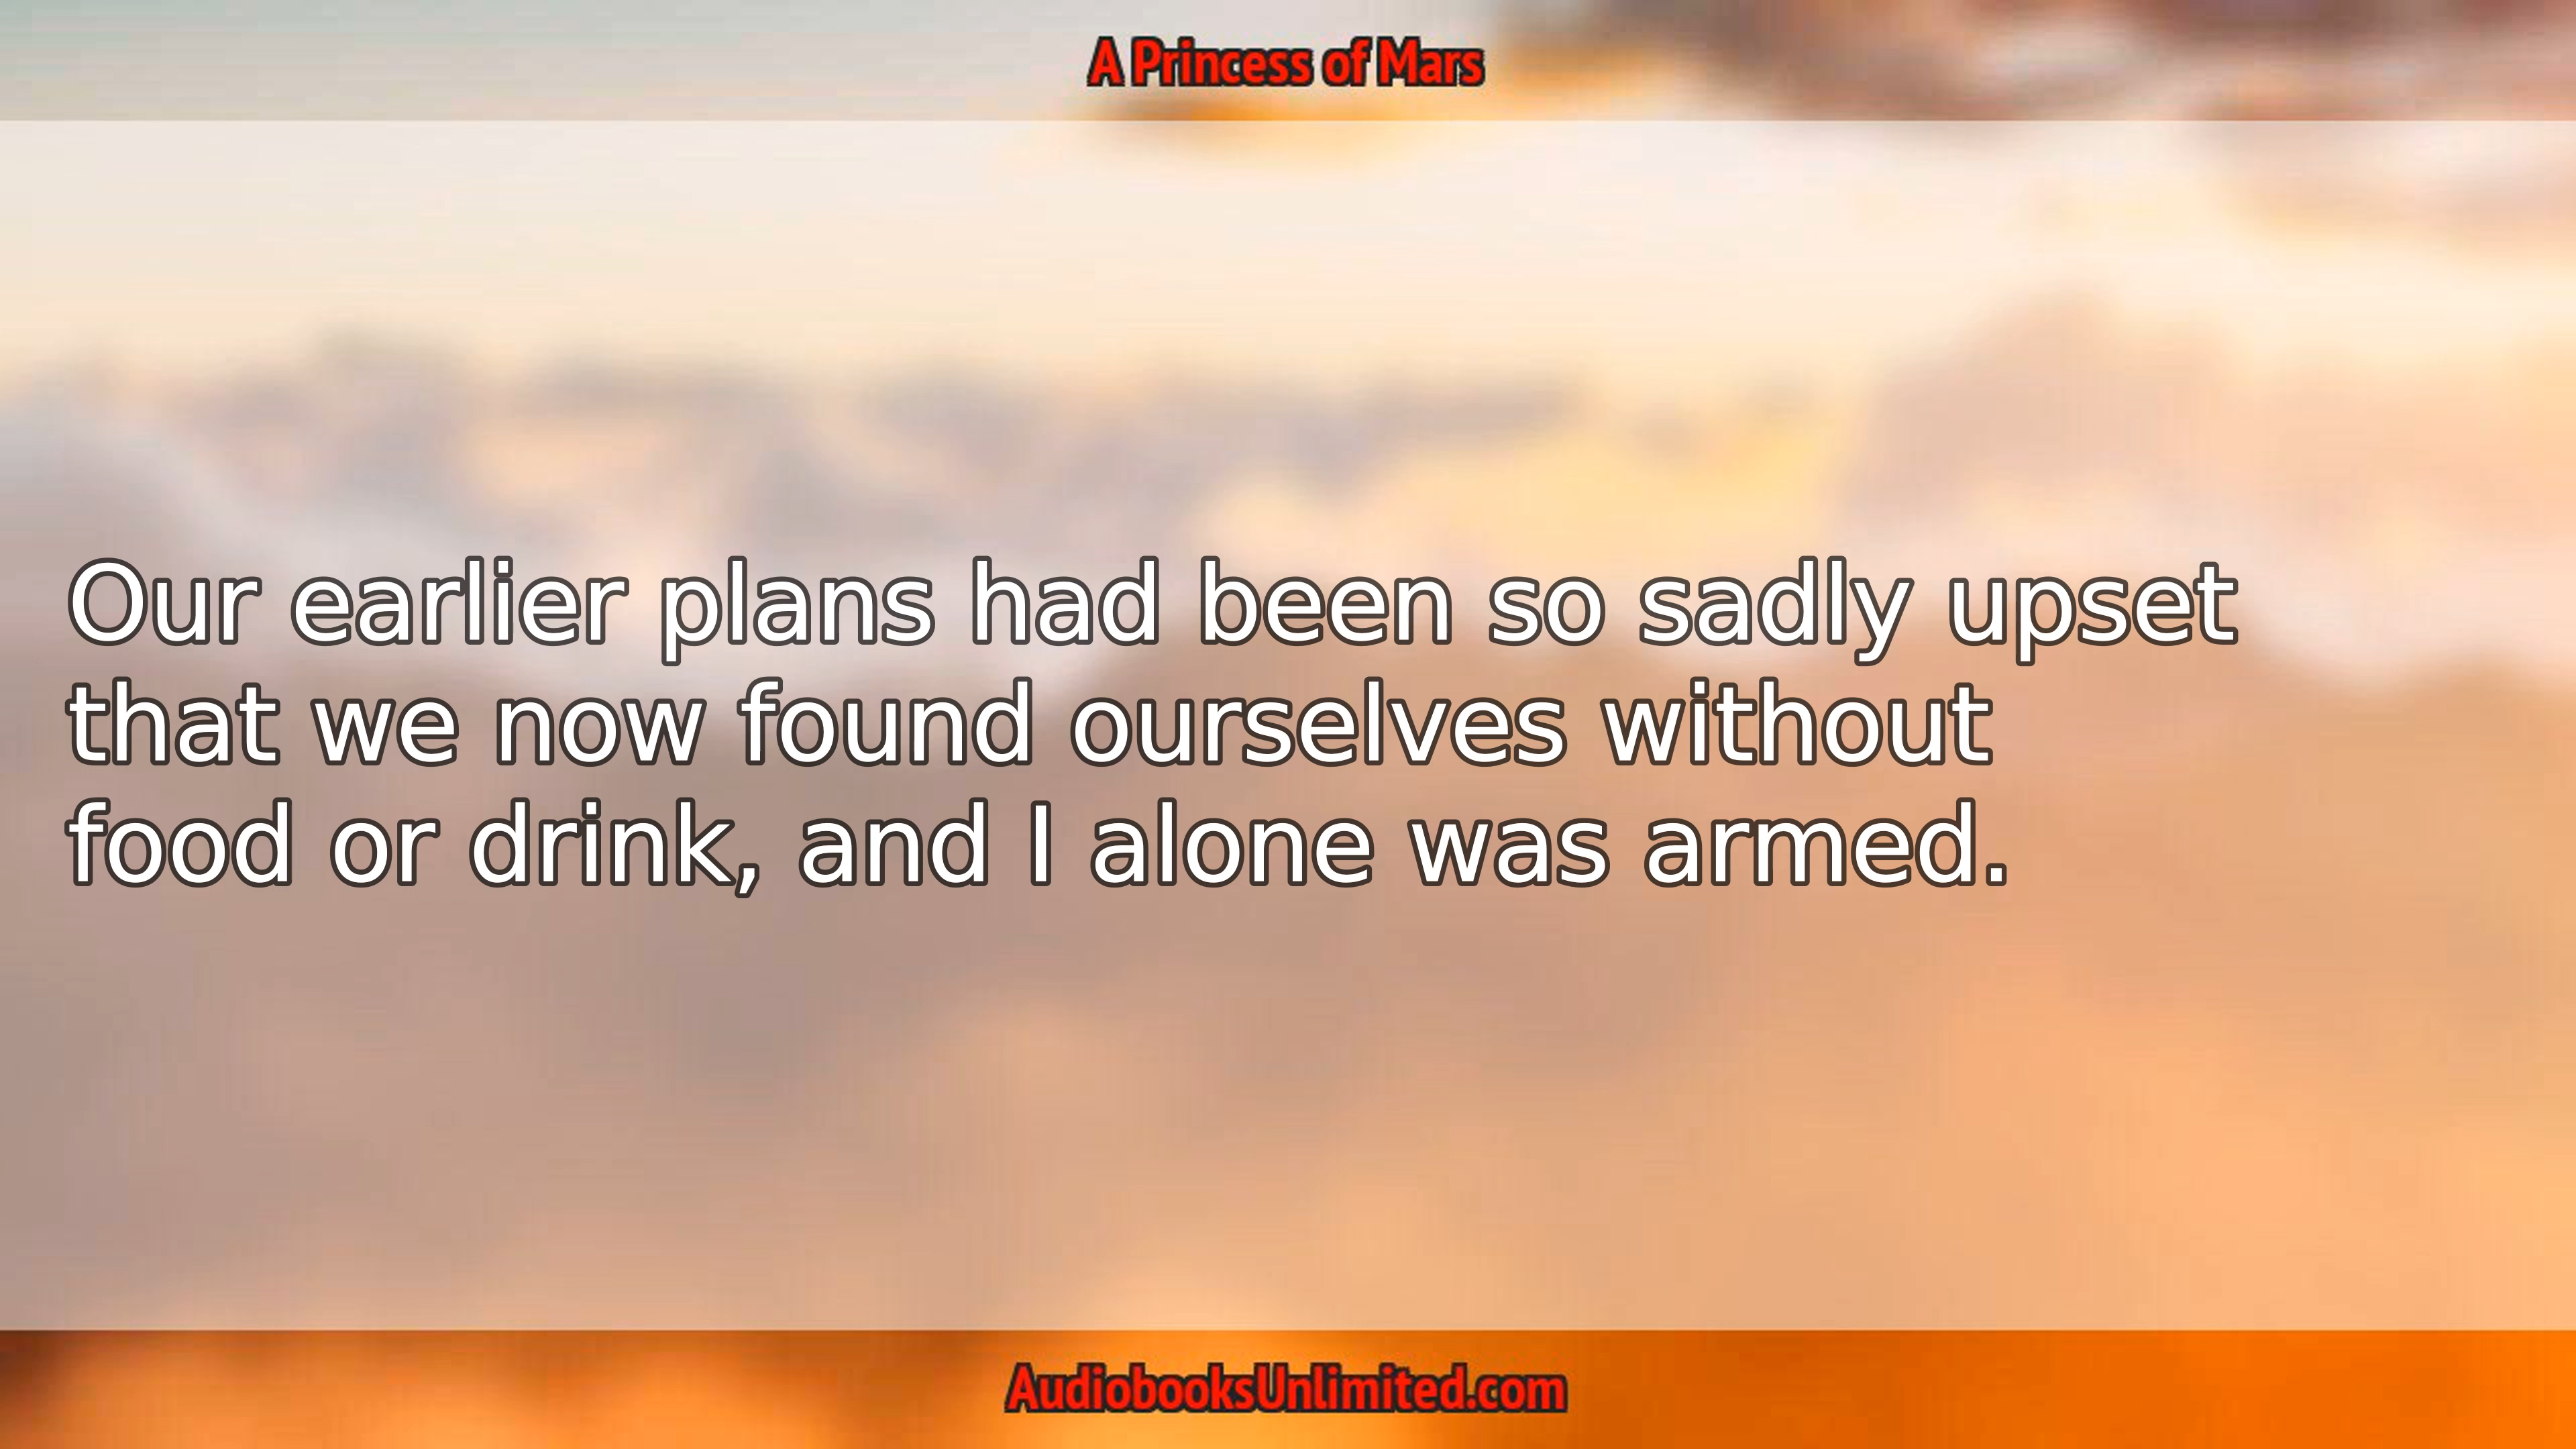 A Princess of Mars
Our earlier plans had been so sadly upset
that we now found ourselves without
food or drink, and I alone was armed.
AudiobooksUnlimited.com